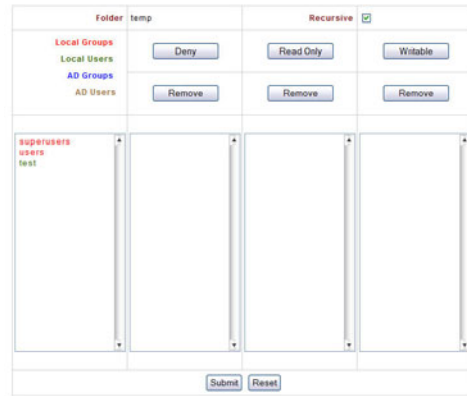 Folder temp Recursive
Local Groups
Local Users
AD Groups
AD Users
Deny Read Only Writable
Remove Remove Remove
superusers
users
test
Submit Reset